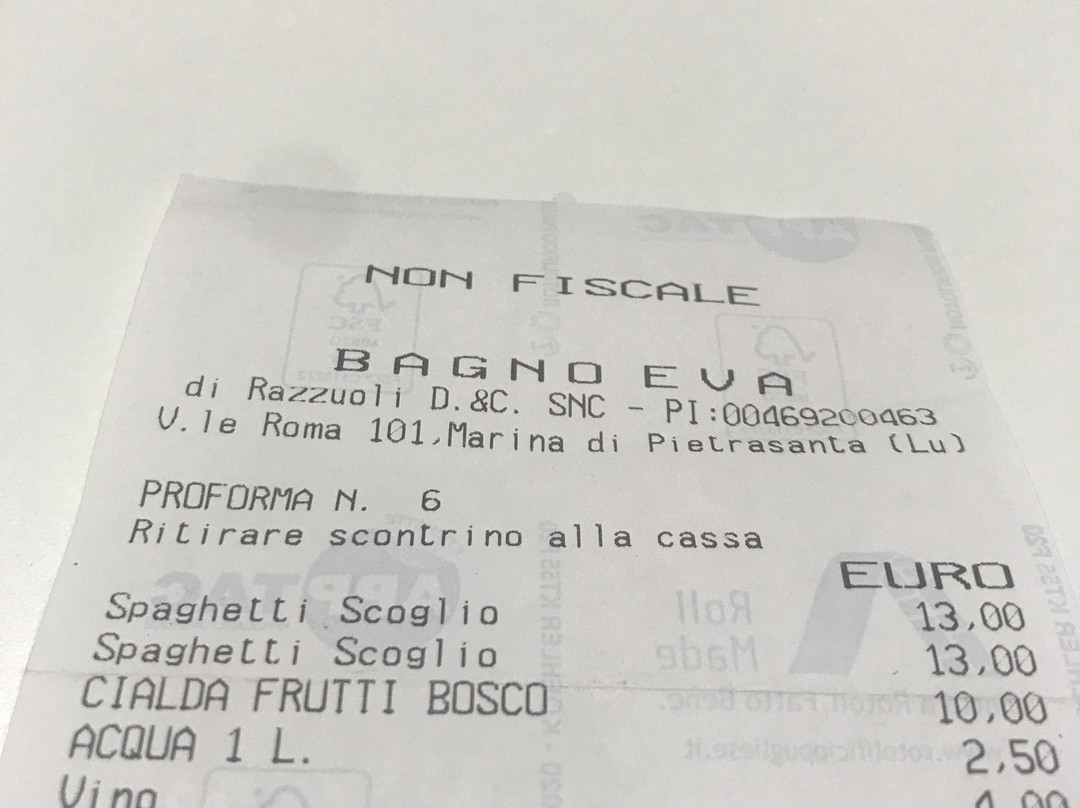 NON FISCALE
BAGNO EVA
di Razzuoli D.&C. SNC - PI:00469200463
V.le Roma 101,Marina di Pietrasanta (Lu)
PROFORMA N. 6
Ritirare scontrino alla cassa
EURO
Spaghetti Scoglio 13,00
Spaghetti Scoglio 13,00
CIALDA FRUTTI BOSCO 10,00
ACQUA 1 L. 2,50
Vino